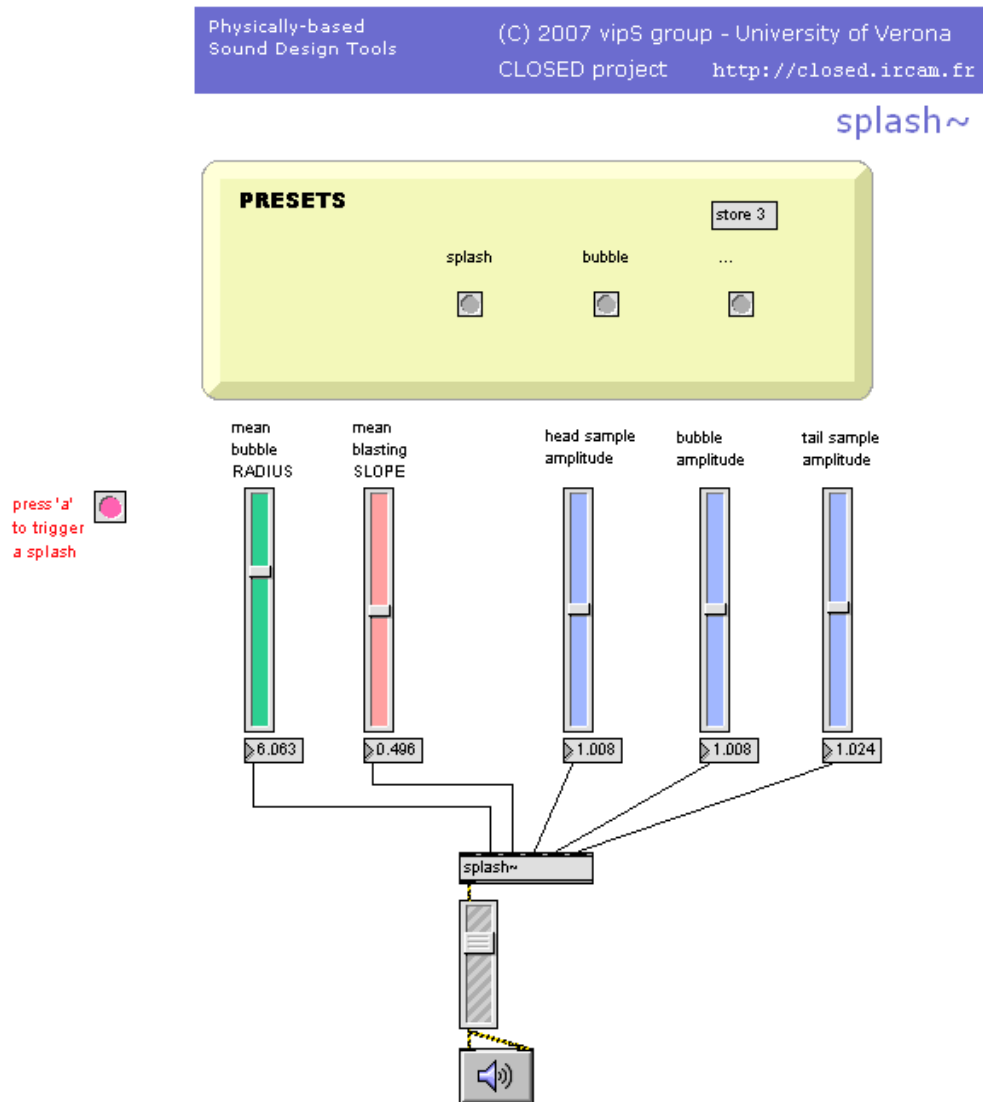 Physically-based
Sound Design Tools
(C) 2007 vipS group - University of Verona
CLOSED project http://closed.ircam.fr
splash~
PRESETS
store 3
splash
bubble
...
mean
bubble
RADIUS
mean
blasting
SLOPE
head sample
amplitude
bubble
amplitude
tail sample
amplitude
press 'a'
to trigger
a splash
6.063
0.496
1.008
1.008
1.024
splash~